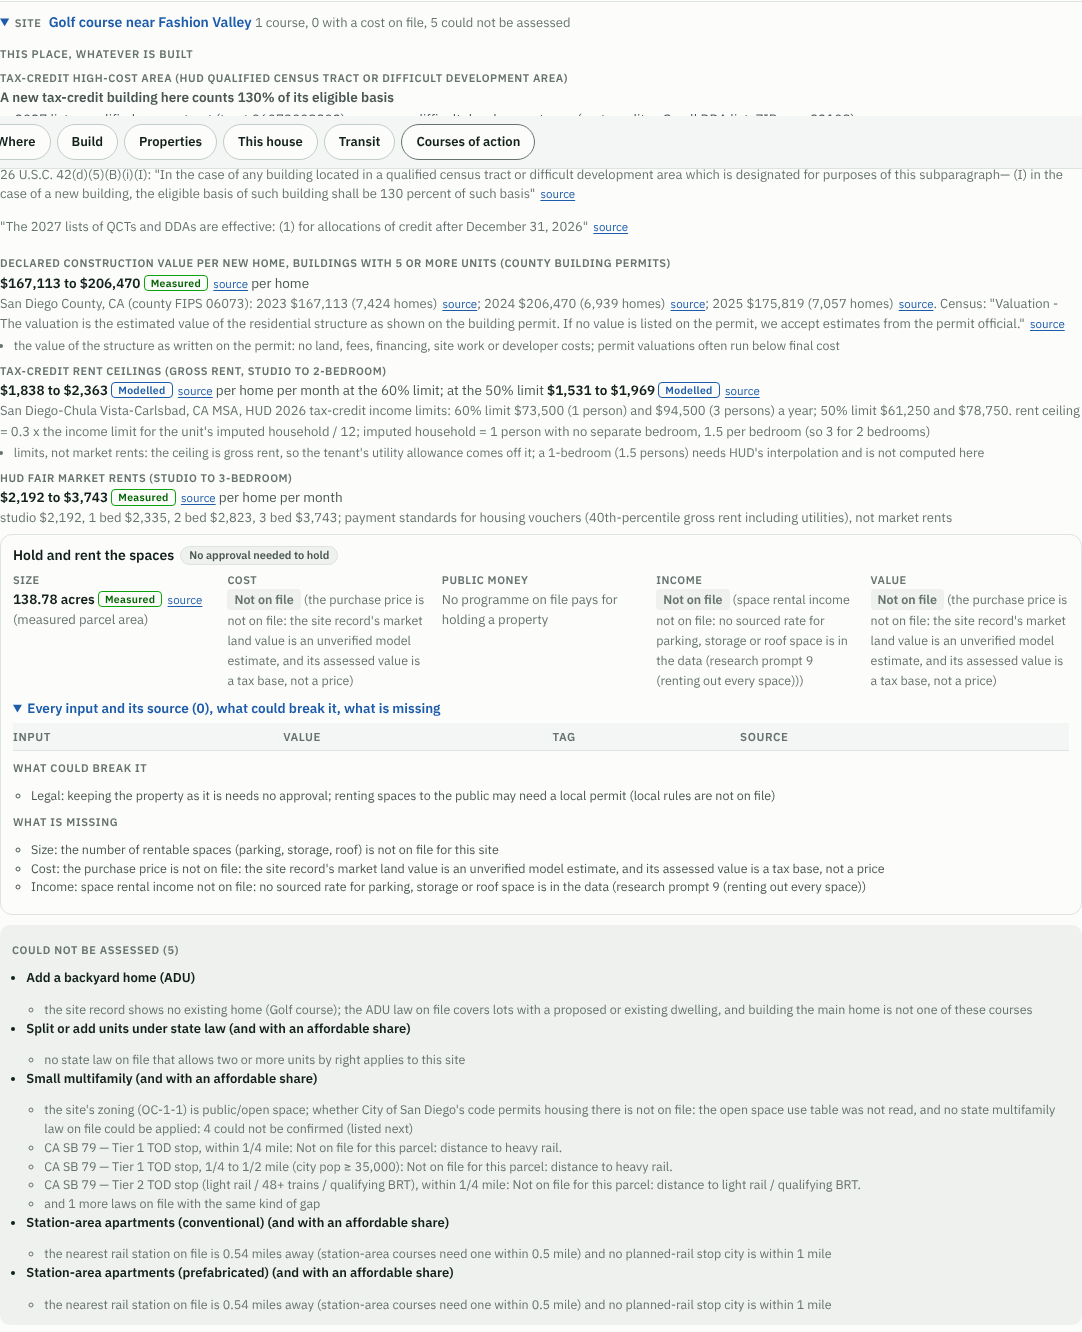 ▼ SITE Golf course near Fashion Valley 1 course, 0 with a cost on file, 5 could not be assessed
THIS PLACE, WHATEVER IS BUILT
TAX-CREDIT HIGH-COST AREA (HUD QUALIFIED CENSUS TRACT OR DIFFICULT DEVELOPMENT AREA)
A new tax-credit building here counts 130% of its eligible basis
Where Build Properties This house Transit Courses of action
26 U.S.C. 42(d)(5)(B)(i)(I): "In the case of any building located in a qualified census tract or difficult development area which is designated for purposes of this subparagraph— (I) in the
case of a new building, the eligible basis of such building shall be 130 percent of such basis" source
"The 2027 lists of QCTs and DDAs are effective: (1) for allocations of credit after December 31, 2026" source
DECLARED CONSTRUCTION VALUE PER NEW HOME, BUILDINGS WITH 5 OR MORE UNITS (COUNTY BUILDING PERMITS)
$167,113 to $206,470 Measured source per home
San Diego County, CA (county FIPS 06073): 2023 $167,113 (7,424 homes) source; 2024 $206,470 (6,939 homes) source; 2025 $175,819 (7,057 homes) source. Census: "Valuation -
The valuation is the estimated value of the residential structure as shown on the building permit. If no value is listed on the permit, we accept estimates from the permit official." source
• the value of the structure as written on the permit: no land, fees, financing, site work or developer costs; permit valuations often run below final cost
TAX-CREDIT RENT CEILINGS (GROSS RENT, STUDIO TO 2-BEDROOM)
$1,838 to $2,363 Modelled source per home per month at the 60% limit; at the 50% limit $1,531 to $1,969 Modelled source
San Diego-Chula Vista-Carlsbad, CA MSA, HUD 2026 tax-credit income limits: 60% limit $73,500 (1 person) and $94,500 (3 persons) a year; 50% limit $61,250 and $78,750. rent ceiling
= 0.3 x the income limit for the unit's imputed household / 12; imputed household = 1 person with no separate bedroom, 1.5 per bedroom (so 3 for 2 bedrooms)
• limits, not market rents: the ceiling is gross rent, so the tenant's utility allowance comes off it; a 1-bedroom (1.5 persons) needs HUD's interpolation and is not computed here
HUD FAIR MARKET RENTS (STUDIO TO 3-BEDROOM)
$2,192 to $3,743 Measured source per home per month
studio $2,192, 1 bed $2,335, 2 bed $2,823, 3 bed $3,743; payment standards for housing vouchers (40th-percentile gross rent including utilities), not market rents
Hold and rent the spaces No approval needed to hold
SIZE
138.78 acres Measured source
(measured parcel area)
COST
Not on file (the purchase price is
not on file: the site record's market
land value is an unverified model
estimate, and its assessed value is
a tax base, not a price)
PUBLIC MONEY
No programme on file pays for
holding a property
INCOME
Not on file (space rental income
not on file: no sourced rate for
parking, storage or roof space is in
the data (research prompt 9
(renting out every space)))
VALUE
Not on file (the purchase price is
not on file: the site record's market
land value is an unverified model
estimate, and its assessed value is
a tax base, not a price)
▼ Every input and its source (0), what could break it, what is missing
INPUT VALUE TAG SOURCE
WHAT COULD BREAK IT
Legal: keeping the property as it is needs no approval; renting spaces to the public may need a local permit (local rules are not on file)
WHAT IS MISSING
Size: the number of rentable spaces (parking, storage, roof) is not on file for this site
Cost: the purchase price is not on file: the site record's market land value is an unverified model estimate, and its assessed value is a tax base, not a price
Income: space rental income not on file: no sourced rate for parking, storage or roof space is in the data (research prompt 9 (renting out every space))
COULD NOT BE ASSESSED (5)
• Add a backyard home (ADU)
the site record shows no existing home (Golf course); the ADU law on file covers lots with a proposed or existing dwelling, and building the main home is not one of these courses
• Split or add units under state law (and with an affordable share)
no state law on file that allows two or more units by right applies to this site
• Small multifamily (and with an affordable share)
the site's zoning (OC-1-1) is public/open space; whether City of San Diego's code permits housing there is not on file: the open space use table was not read, and no state multifamily
law on file could be applied: 4 could not be confirmed (listed next)
CA SB 79 — Tier 1 TOD stop, within 1/4 mile: Not on file for this parcel: distance to heavy rail.
CA SB 79 — Tier 1 TOD stop, 1/4 to 1/2 mile (city pop ≥ 35,000): Not on file for this parcel: distance to heavy rail.
CA SB 79 — Tier 2 TOD stop (light rail / 48+ trains / qualifying BRT), within 1/4 mile: Not on file for this parcel: distance to light rail / qualifying BRT.
and 1 more laws on file with the same kind of gap
• Station-area apartments (conventional) (and with an affordable share)
the nearest rail station on file is 0.54 miles away (station-area courses need one within 0.5 mile) and no planned-rail stop city is within 1 mile
• Station-area apartments (prefabricated) (and with an affordable share)
the nearest rail station on file is 0.54 miles away (station-area courses need one within 0.5 mile) and no planned-rail stop city is within 1 mile